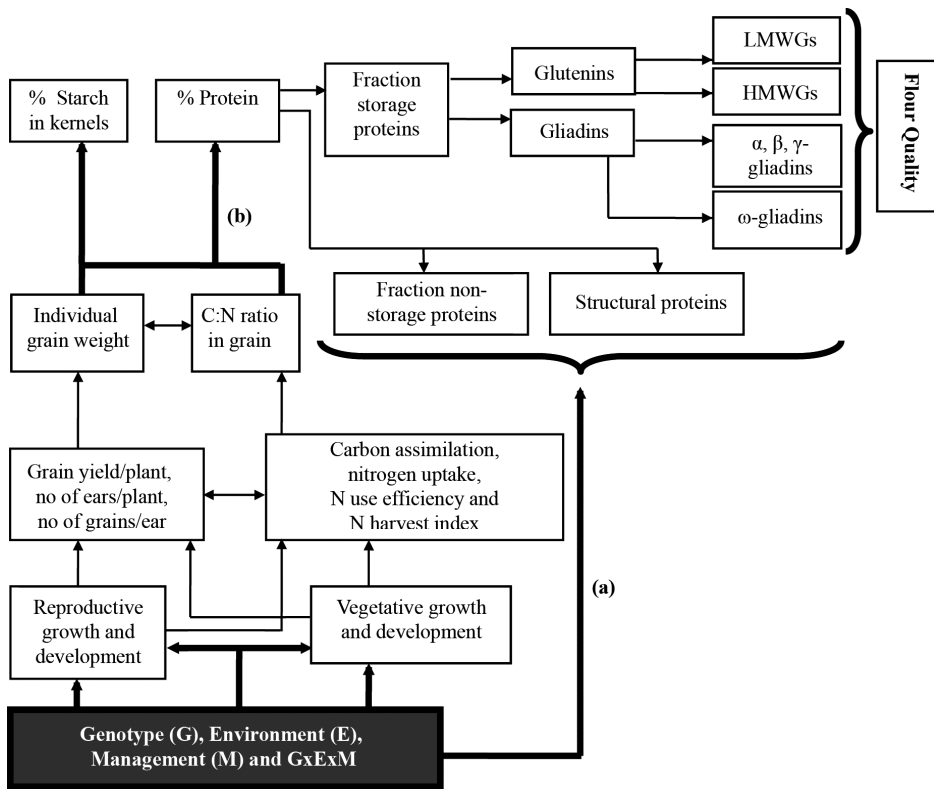 % Starch
in kernels
% Protein
Fraction
storage
proteins
Glutenins
Gliadins
LMWGs
HMWGs
α, β, γ-
gliadins
ω-gliadins
Flour Quality
(b)
Fraction non-
storage proteins
Structural proteins
Individual
grain weight
C:N ratio
in grain
Grain yield/plant,
no of ears/plant,
no of grains/ear
Carbon assimilation,
nitrogen uptake,
N use efficiency and
N harvest index
(a)
Reproductive
growth and
development
Vegetative growth
and development
Genotype (G), Environment (E),
Management (M) and GxExM